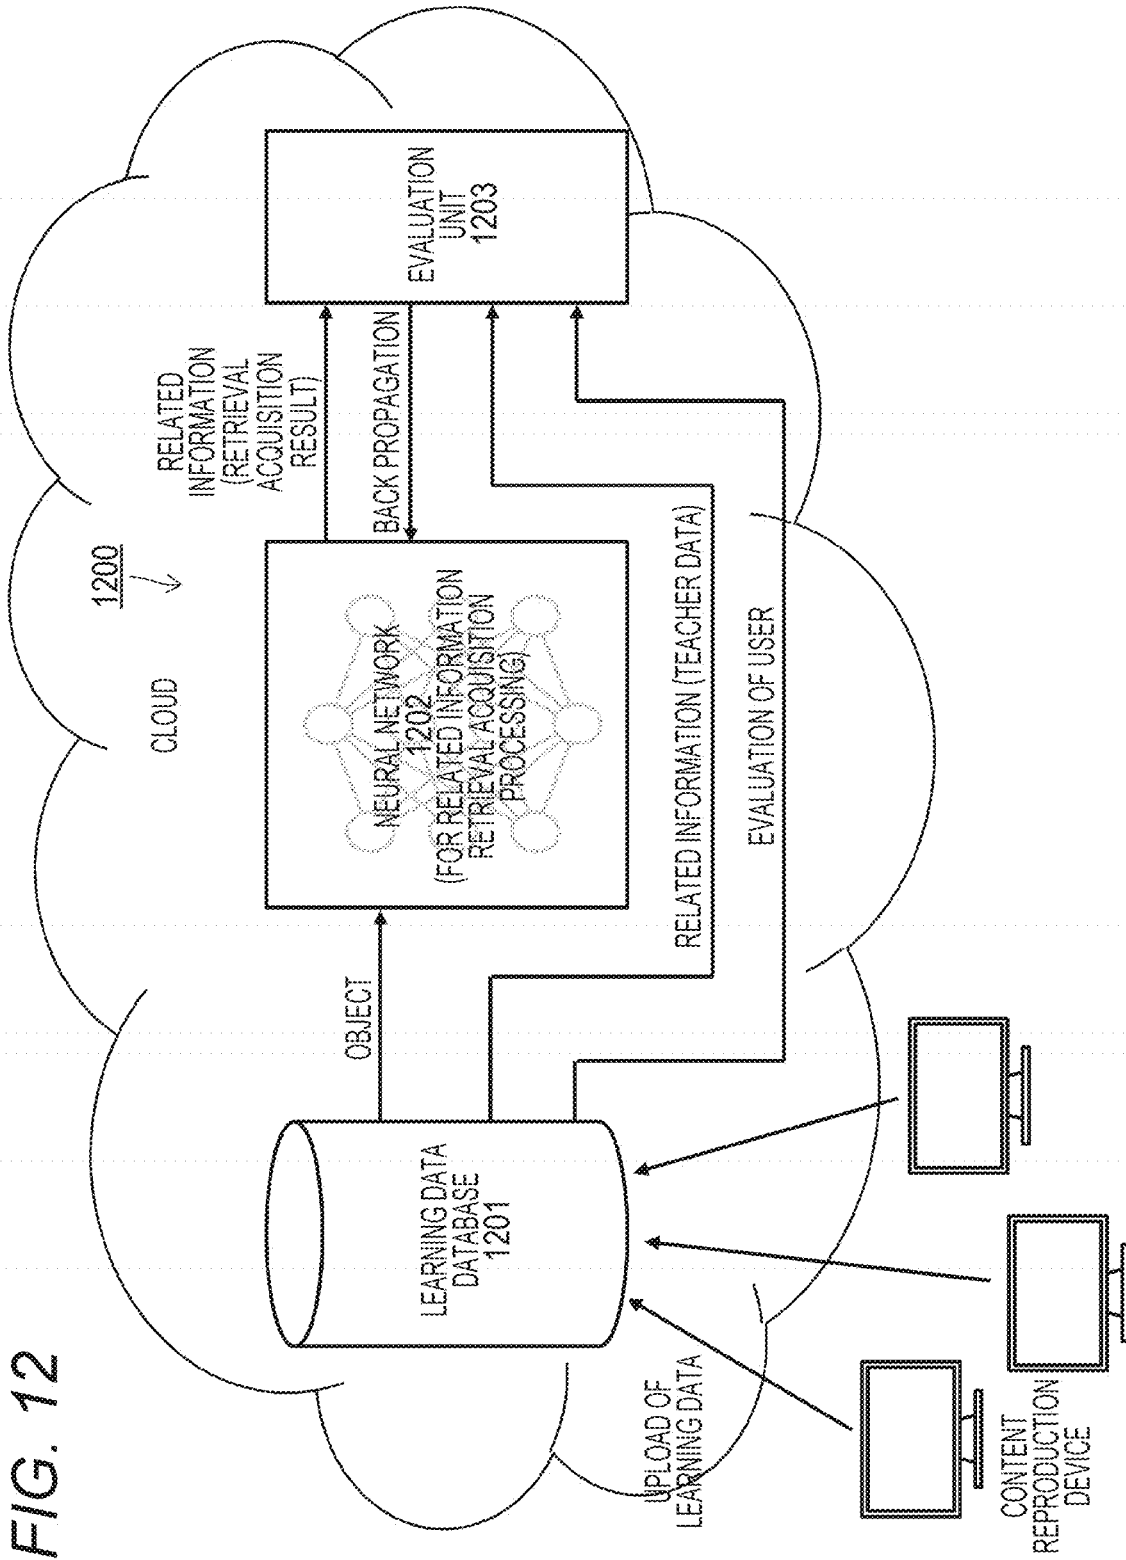 FIG. 12
CLOUD
1200
LEARNING DATA
DATABASE
1201
OBJECT
NEURAL NETWORK
1202
(FOR RELATED INFORMATION
RETRIEVAL ACQUISITION
PROCESSING)
RELATED
INFORMATION
(RETRIEVAL
ACQUISITION
RESULT)
BACK PROPAGATION
EVALUATION
UNIT
1203
RELATED INFORMATION (TEACHER DATA)
EVALUATION OF USER
UPLOAD OF
LEARNING DATA
CONTENT
REPRODUCTION
DEVICE